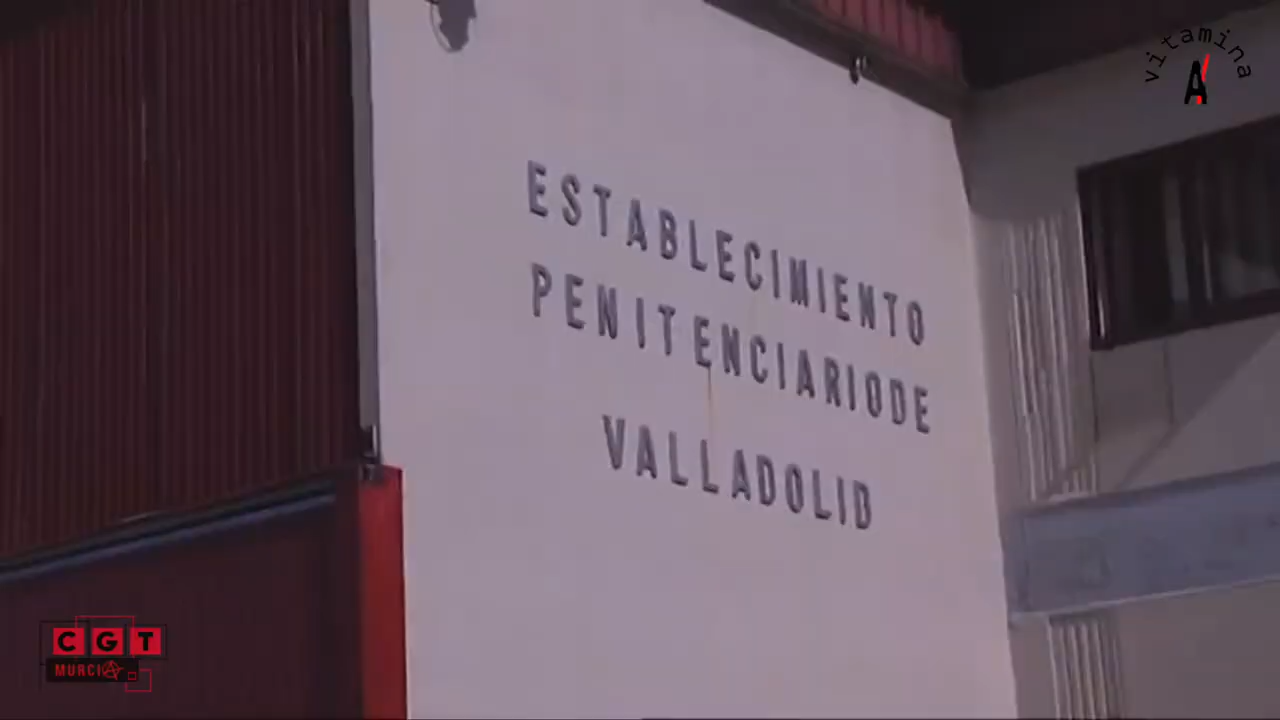 vitamina
A
ESTABLECIMIENTO
PENITENCIARIODE
VALLADOLID
CGT
MURCIA